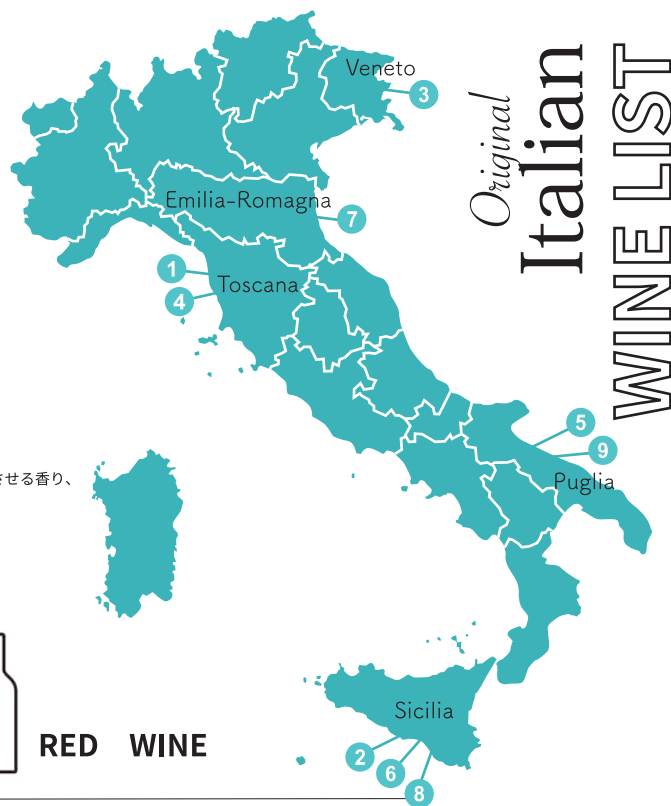 Original
Italian
WINE LIST
Veneto
3
Emilia-Romagna
7
1
Toscana
4
5
9
Puglia
させる香り、
Sicilia
2
6
8
RED WINE